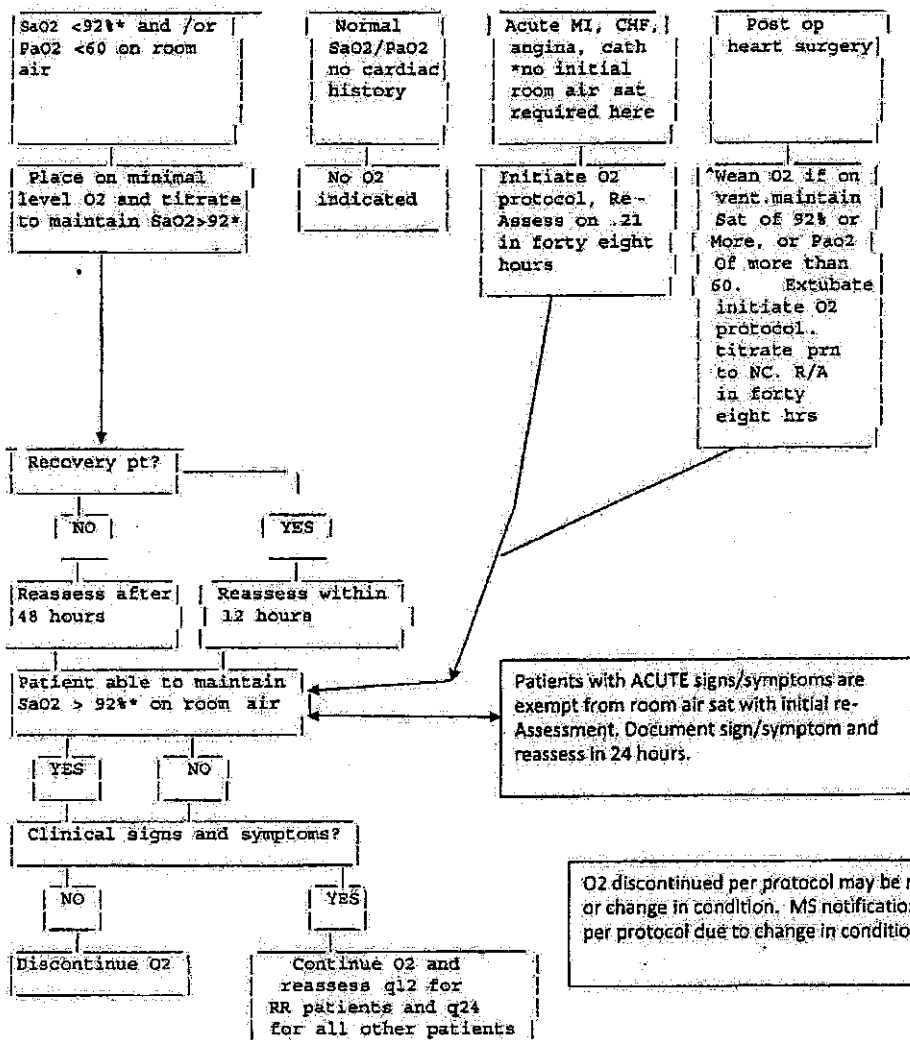 SaO2 <92%* and /or
PaO2 <60 on room
air
Normal
SaO2/PaO2
no cardiac
history
Acute MI, CHF,
angina, cath
*no initial
room air sat
required here
Post op
heart surgery
Place on minimal
level O2 and titrate
to maintain SaO2>92*
No O2
indicated
Initiate O2
protocol, Re-
Assess on .21
in forty eight
hours
^Wean O2 if on
vent.maintain
Sat of 92% or
More, or Pao2
Of more than
60. Extubate
initiate O2
protocol.
titrate prn
to NC. R/A
in forty
eight hrs
Recovery pt?
NO
YES
Reassess after
48 hours
Reassess within
12 hours
Patient able to maintain
SaO2 > 92%* on room air
Patients with ACUTE signs/symptoms are
exempt from room air sat with initial re-
Assessment. Document sign/symptom and
reassess in 24 hours.
YES
NO
Clinical signs and symptoms?
NO
YES
O2 discontinued per protocol may be
or change in condition. MS notification
per protocol due to change in conditio
Discontinue O2
Continue O2 and
reassess q12 for
RR patients and q24
for all other patients